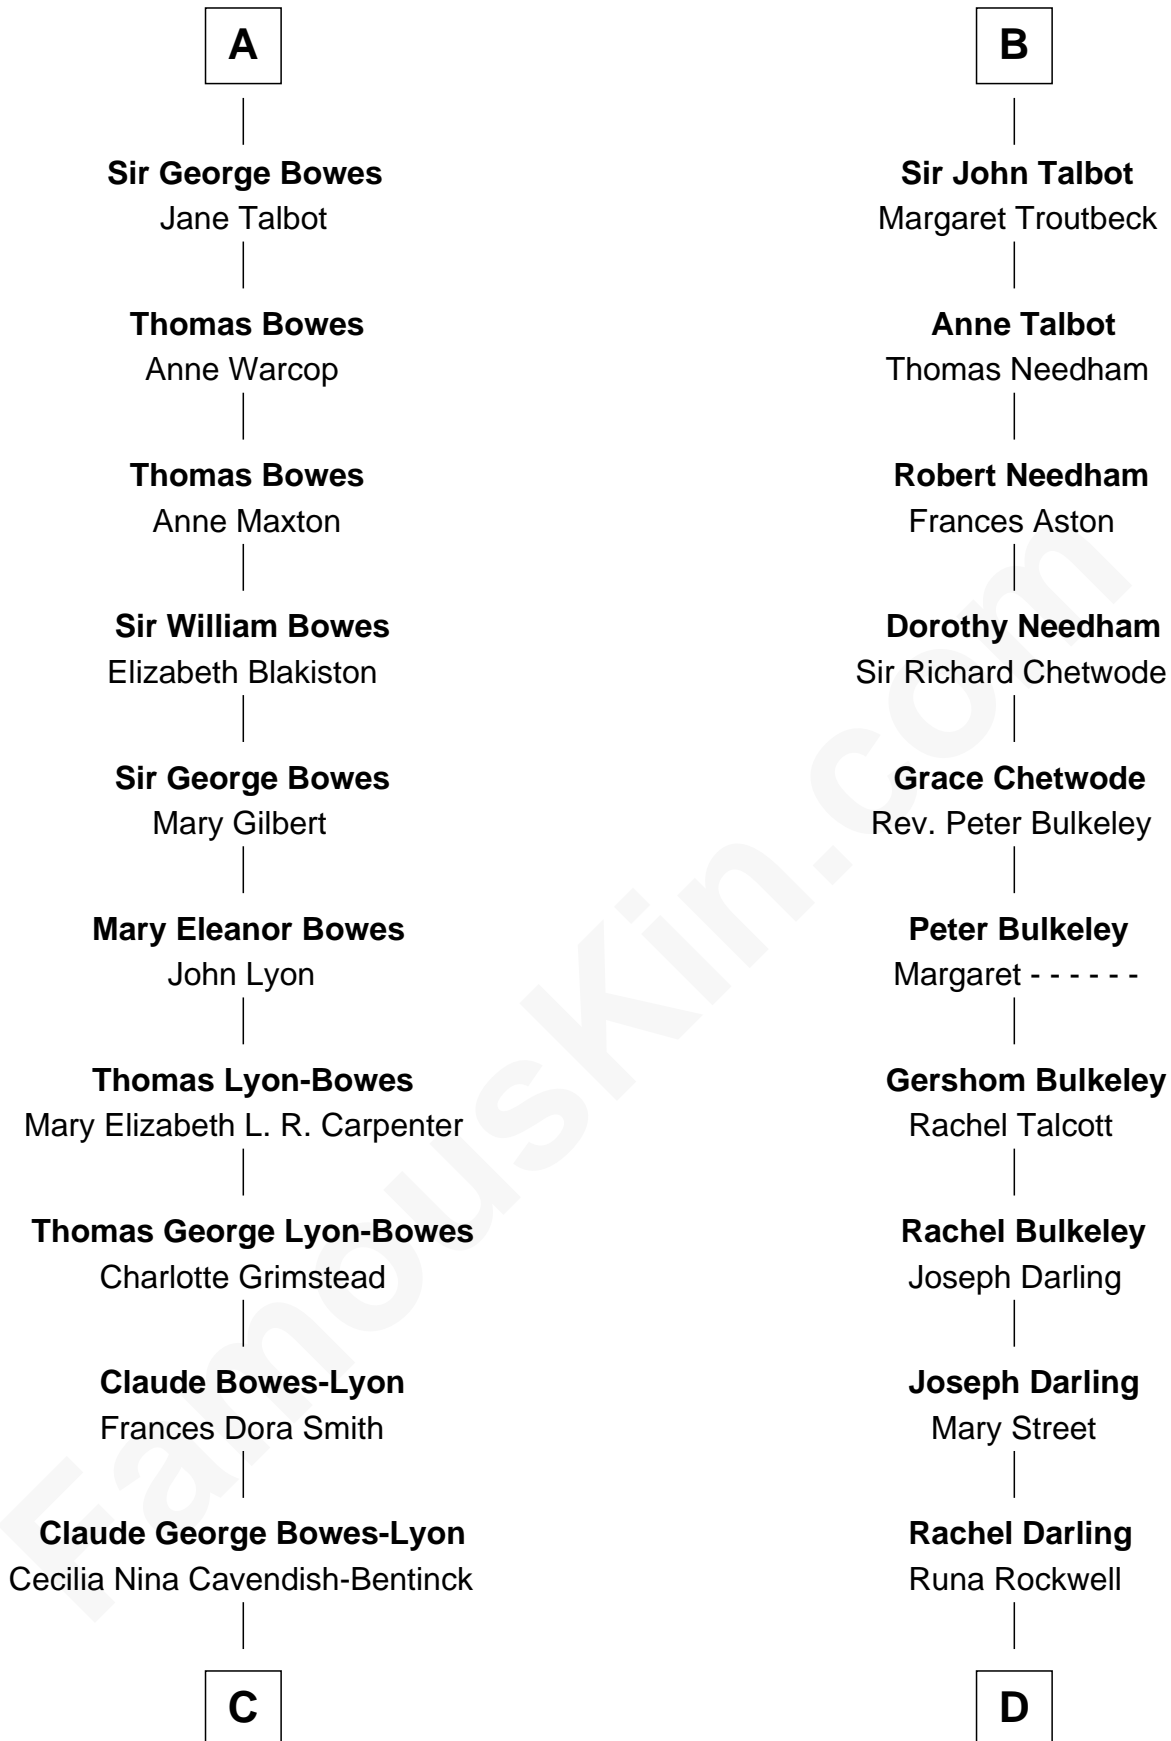 A
Sir George Bowes
Jane Talbot
Thomas Bowes
Anne Warcop
Thomas Bowes
Anne Maxton
Sir William Bowes
Elizabeth Blakiston
Sir George Bowes
Mary Gilbert
Mary Eleanor Bowes
John Lyon
Thomas Lyon-Bowes
Mary Elizabeth L. R. Carpenter
Thomas George Lyon-Bowes
Charlotte Grimstead
Claude Bowes-Lyon
Frances Dora Smith
Claude George Bowes-Lyon
Cecilia Nina Cavendish-Bentinck
C
B
Sir John Talbot
Margaret Troutbeck
Anne Talbot
Thomas Needham
Robert Needham
Frances Aston
Dorothy Needham
Sir Richard Chetwode
Grace Chetwode
Rev. Peter Bulkeley
Peter Bulkeley
Margaret - - - - - -
Gershom Bulkeley
Rachel Talcott
Rachel Bulkeley
Joseph Darling
Joseph Darling
Mary Street
Rachel Darling
Runa Rockwell
D
FamousKin.com